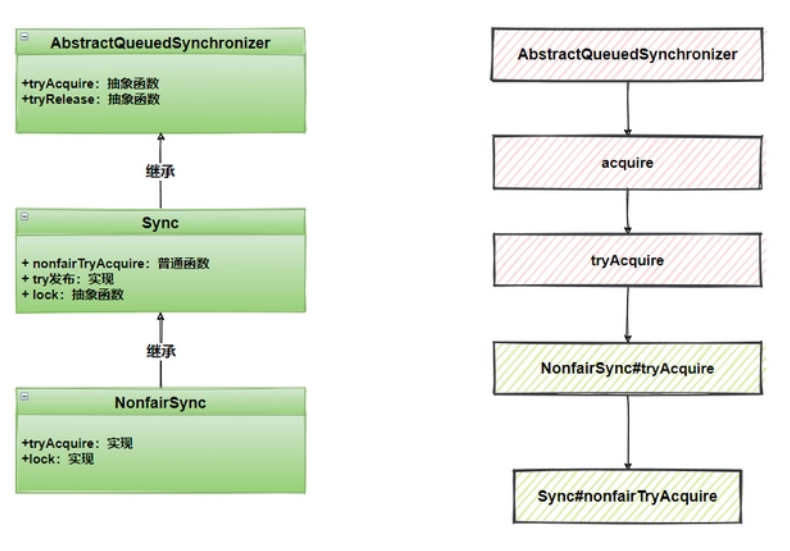 AbstractQueuedSynchronizer
+tryAcquire：抽象函数
+tryRelease：抽象函数
继承
Sync
+ nonfairTryAcquire：普通函数
+ try发布：实现
+ lock：抽象函数
继承
NonfairSync
+tryAcquire：实现
+lock：实现
AbstractQueuedSynchronizer
acquire
tryAcquire
NonfairSync#tryAcquire
Sync#nonfairTryAcquire